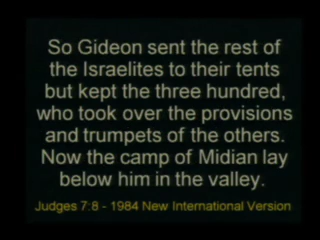 So Gideon sent the rest of
the Israelites to their tents
but kept the three hundred,
who took over the provisions
and trumpets of the others.
Now the camp of Midian lay
below him in the valley.
Judges 7:8 - 1984 New International Version